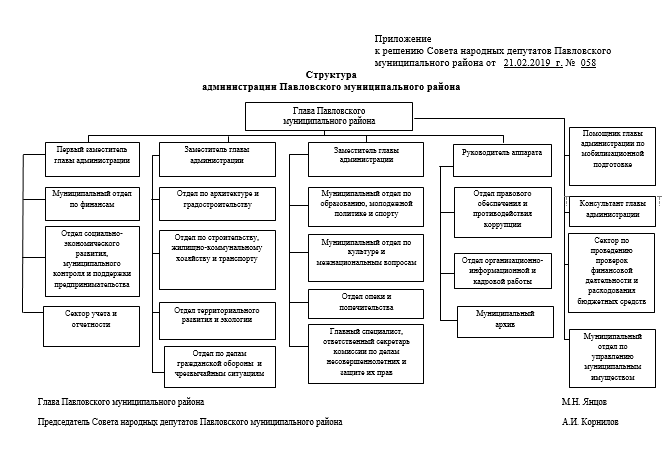 Приложение
к решению Совета народных депутатов Павловского
муниципального района от 21.02.2019 г. № 058
Структура
администрации Павловского муниципального района
Глава Павловского
муниципального района
Первый заместитель
главы администрации
Муниципальный отдел
по финансам
Отдел социально-
экономического
развития,
муниципального
контроля и поддержки
предпринимательства
Сектор учета и
отчетности
Заместитель главы
администрации
Отдел по архитектуре и
градостроительству
Отдел по строительству,
жилищно-коммунальному
хозяйству и транспорту
Отдел территориального
развития и экологии
Отдел по делам
гражданской обороны и
чрезвычайным ситуациям
Заместитель главы
администрации
Муниципальный отдел по
образованию, молодежной
политике и спорту
Муниципальный отдел по
культуре и
межнациональным вопросам
Отдел опеки и
попечительства
Главный специалист,
ответственный секретарь
комиссии по делам
несовершеннолетних и
защите их прав
Руководитель аппарата
Отдел правового
обеспечения и
противодействия
коррупции
Отдел организационно-
информационной и
кадровой работы
Муниципальный
архив
Помощник главы
администрации по
мобилизационной
подготовке
Консультант главы
администрации
Сектор по
проведению
проверок
финансовой
деятельности и
расходования
бюджетных средств
Муниципальный
отдел по
управлению
муниципальным
имуществом
Глава Павловского муниципального района М.Н. Янцов
Председатель Совета народных депутатов Павловского муниципального района А.И. Корнилов